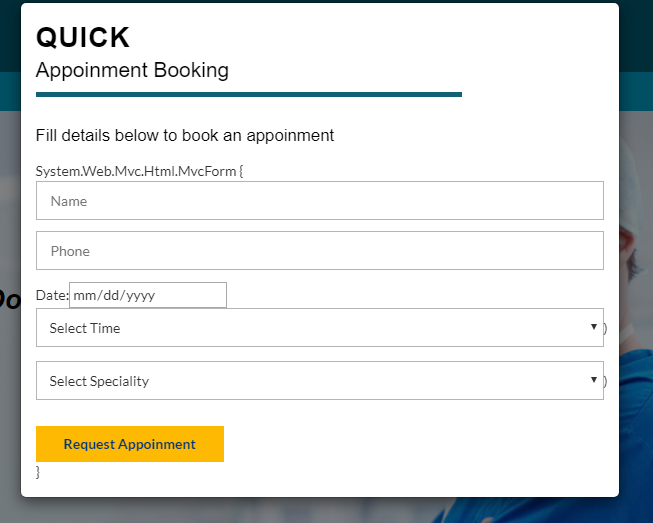 QUICK
Appoinment Booking
Fill details below to book an appoinment
System.Web.Mvc.Html.MvcForm {
Name
Phone
Date: mm/dd/yyyy
Select Time )
Select Speciality )
Request Appoinment
}
Do